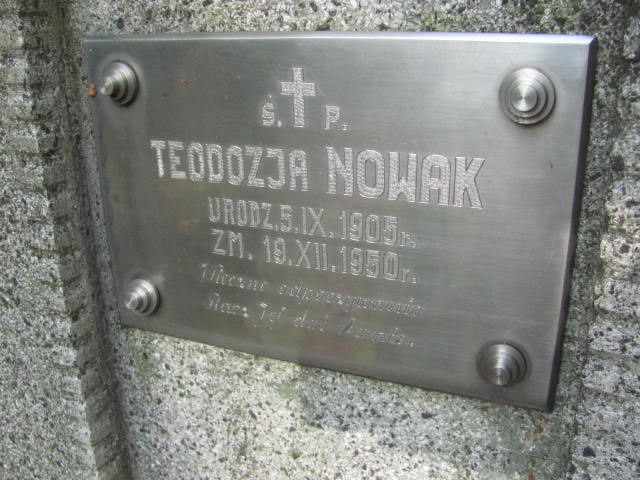 Ś. P.
TEODOZJA NOWAK
URODZ. 5. IX. 1905 r.
ZM. 19. XII. 1950 r.
Wieczne odpoczywanie
Racz Jej dać Panie.